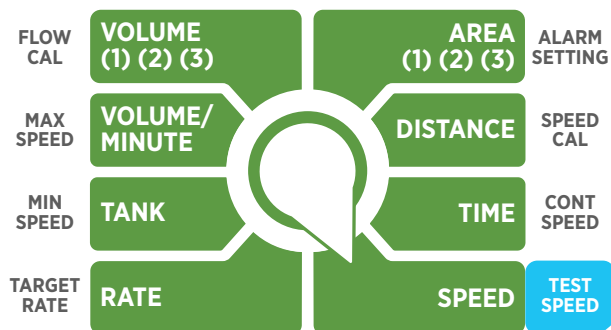 FLOW
CAL
VOLUME
(1) (2) (3)
AREA
(1) (2) (3)
ALARM
SETTING
MAX
SPEED
VOLUME/
MINUTE
DISTANCE
SPEED
CAL
MIN
SPEED
TANK
TIME
CONT
SPEED
TARGET
RATE
RATE
SPEED
TEST
SPEED